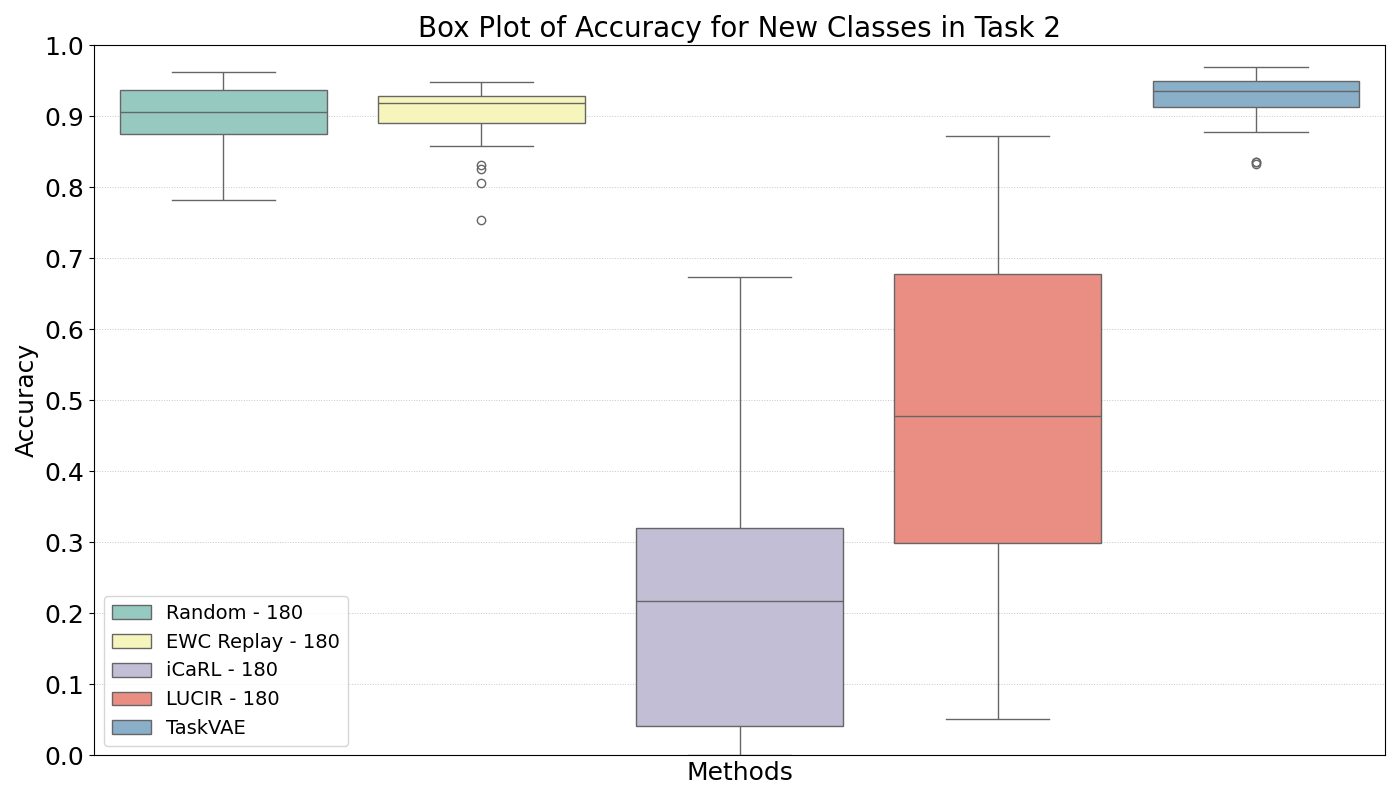 Box Plot of Accuracy for New Classes in Task 2
1.0
0.9
0.8
0.7
0.6
0.5
0.4
0.3
0.2
0.1
0.0
Accuracy
Random - 180
EWC Replay - 180
iCaRL - 180
LUCIR - 180
TaskVAE
Methods